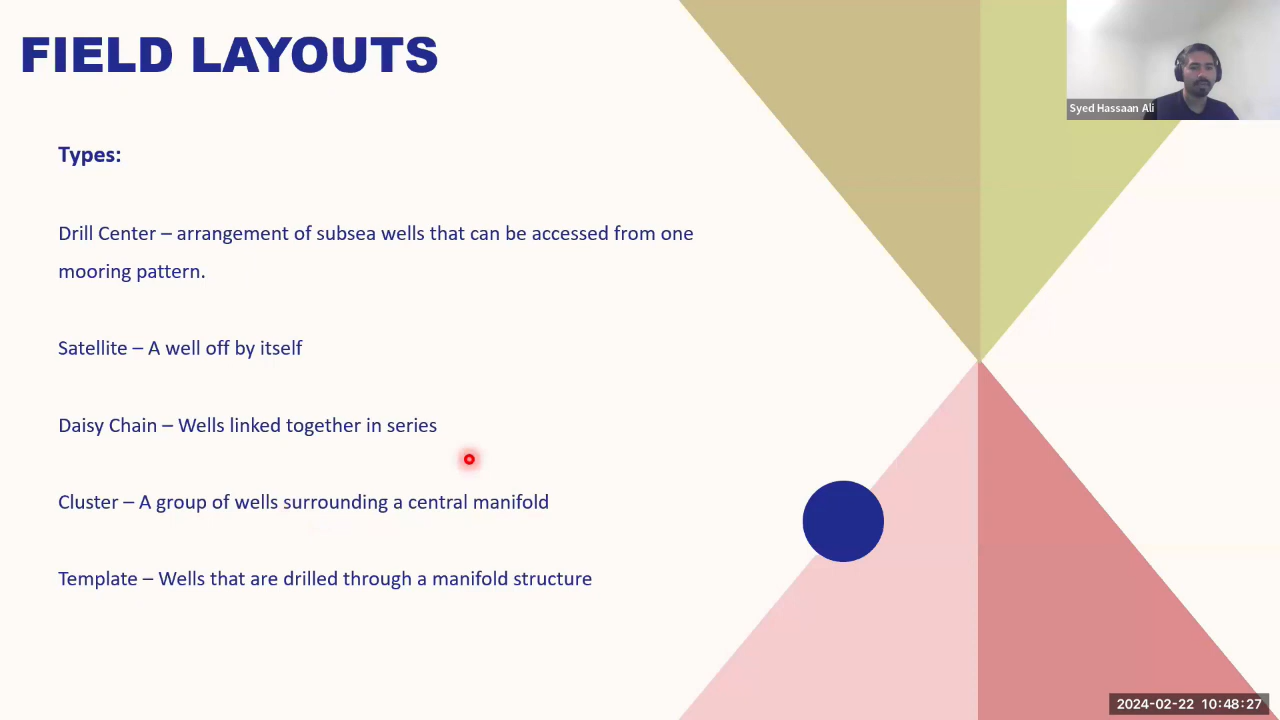 FIELD LAYOUTS
Syed Hassaan Ali
Types:
Drill Center – arrangement of subsea wells that can be accessed from one
mooring pattern.
Satellite – A well off by itself
Daisy Chain – Wells linked together in series
Cluster – A group of wells surrounding a central manifold
Template – Wells that are drilled through a manifold structure
2024-02-22 10:48:27